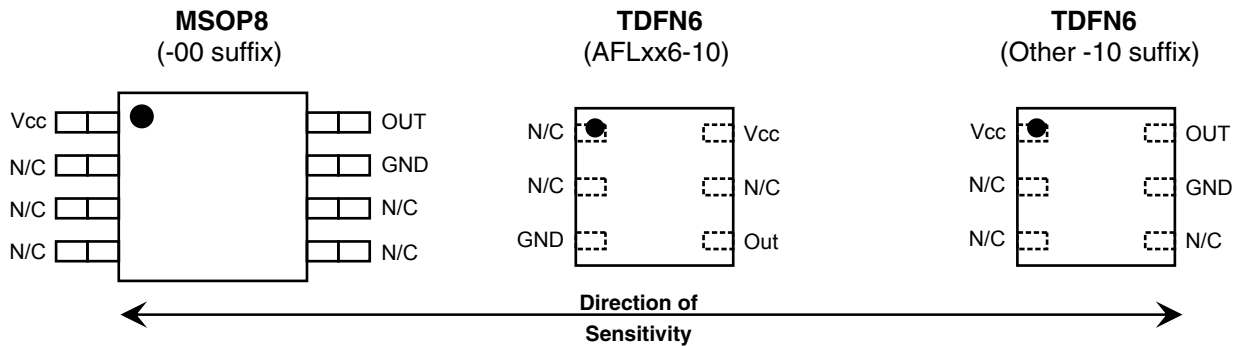 MSOP8
(-00 suffix)
TDFN6
(AFLxx6-10)
TDFN6
(Other -10 suffix)
Vcc
N/C
N/C
N/C
OUT
GND
N/C
N/C
N/C
N/C
GND
Vcc
N/C
Out
Vcc
N/C
N/C
OUT
GND
N/C
Direction of
Sensitivity